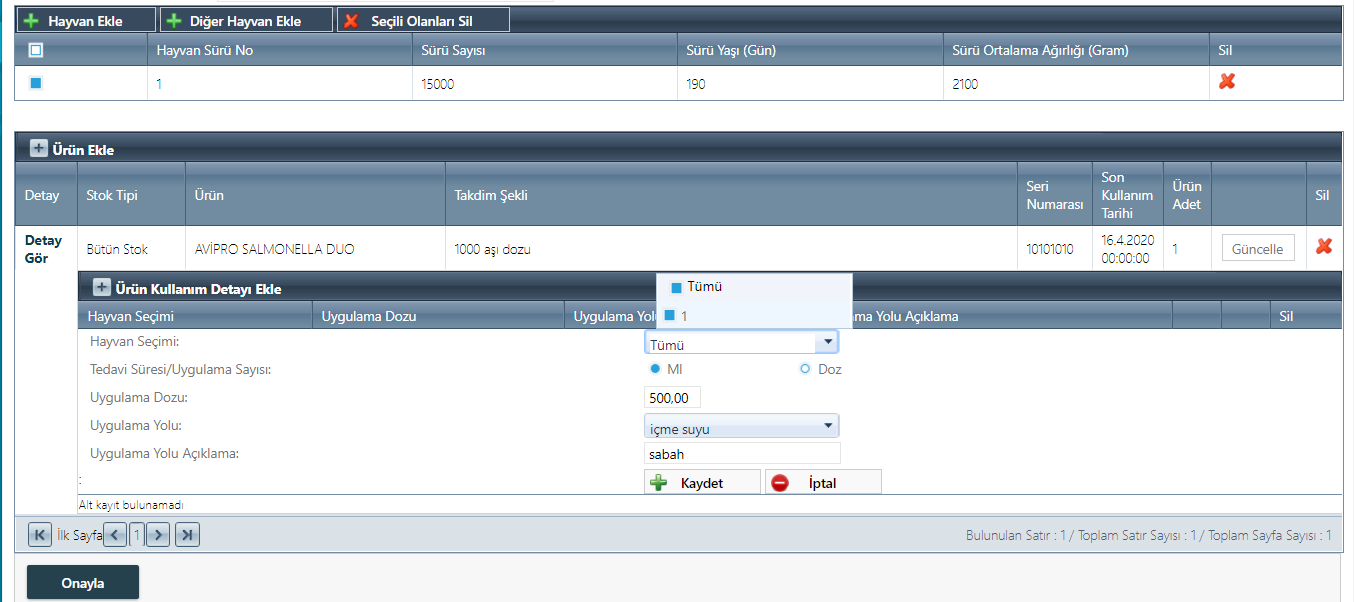 Hayvan Ekle Diğer Hayvan Ekle Seçili Olanları Sil
Hayvan Sürü No Sürü Sayısı Sürü Yaşı (Gün) Sürü Ortalama Ağırlığı (Gram) Sil
1 15000 190 2100
Ürün Ekle
Detay Stok Tipi Ürün Takdim Şekli Seri Numarası Son Kullanım Tarihi Ürün Adet Sil
Detay Gör Bütün Stok AVİPRO SALMONELLA DUO 1000 aşı dozu 10101010 16.4.2020 00:00:00 1 Güncelle
Tümü
Ürün Kullanım Detayı Ekle
1
Hayvan Seçimi Uygulama Dozu Uygulama Yolu ma Yolu Açıklama Sil
Hayvan Seçimi: Tümü
Tedavi Süresi/Uygulama Sayısı: Ml Doz
Uygulama Dozu: 500,00
Uygulama Yolu: içme suyu
Uygulama Yolu Açıklama: sabah
: Kaydet İptal
Alt kayıt bulunamadı
İlk Sayfa 1 Bulunulan Satır : 1 / Toplam Satır Sayısı : 1 / Toplam Sayfa Sayısı : 1
Onayla